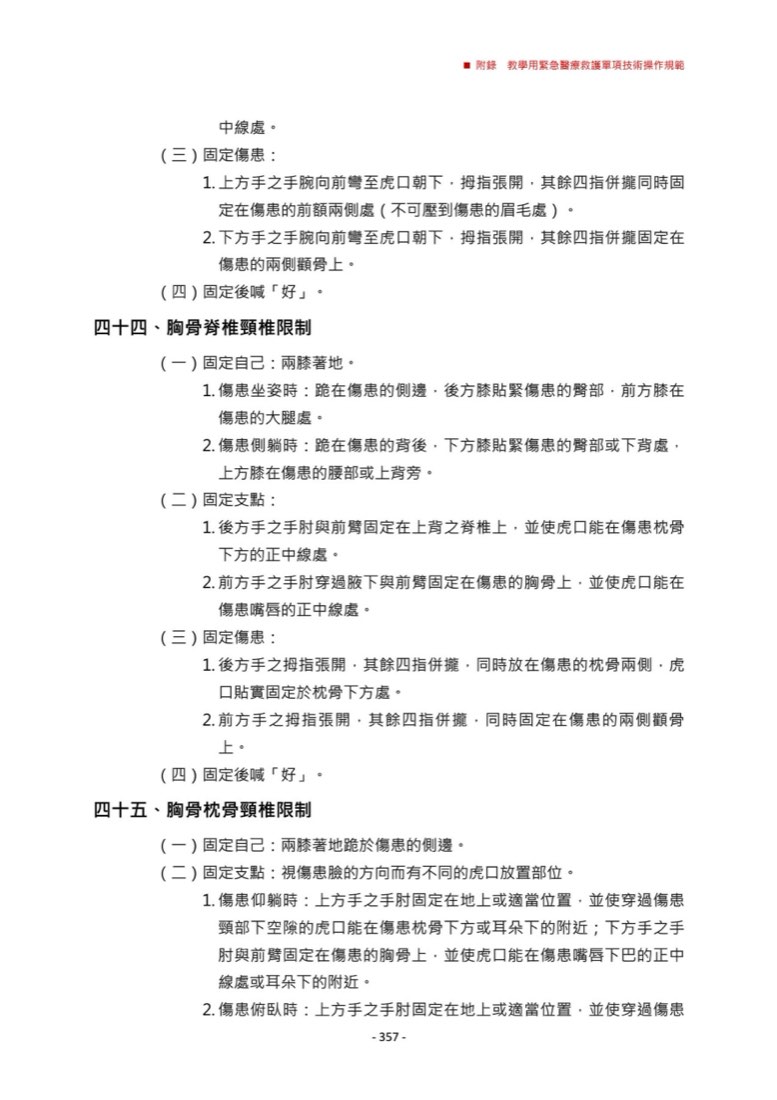 ■ 附錄　教學用緊急醫療救護單項技術操作規範
中線處。
（三）固定傷患：
1. 上方手之手腕向前彎至虎口朝下，拇指張開，其餘四指併攏同時固
定在傷患的前額兩側處（不可壓到傷患的眉毛處）。
2. 下方手之手腕向前彎至虎口朝下，拇指張開，其餘四指併攏固定在
傷患的兩側顴骨上。
（四）固定後喊「好」。
四十四、胸骨脊椎頸椎限制
（一）固定自己：兩膝著地。
1. 傷患坐姿時：跪在傷患的側邊，後方膝貼緊傷患的臀部，前方膝在
傷患的大腿處。
2. 傷患側躺時：跪在傷患的背後，下方膝貼緊傷患的臀部或下背處，
上方膝在傷患的腰部或上背旁。
（二）固定支點：
1. 後方手之手肘與前臂固定在上背之脊椎上，並使虎口能在傷患枕骨
下方的正中線處。
2. 前方手之手肘穿過腋下與前臂固定在傷患的胸骨上，並使虎口能在
傷患嘴唇的正中線處。
（三）固定傷患：
1. 後方手之拇指張開，其餘四指併攏，同時放在傷患的枕骨兩側，虎
口貼實固定於枕骨下方處。
2. 前方手之拇指張開，其餘四指併攏，同時固定在傷患的兩側顴骨
上。
（四）固定後喊「好」。
四十五、胸骨枕骨頸椎限制
（一）固定自己：兩膝著地跪於傷患的側邊。
（二）固定支點：視傷患臉的方向而有不同的虎口放置部位。
1. 傷患仰躺時：上方手之手肘固定在地上或適當位置，並使穿過傷患
頸部下空隙的虎口能在傷患枕骨下方或耳朵下的附近；下方手之手
肘與前臂固定在傷患的胸骨上，並使虎口能在傷患嘴唇下巴的正中
線處或耳朵下的附近。
2. 傷患俯臥時：上方手之手肘固定在地上或適當位置，並使穿過傷患
- 357 -